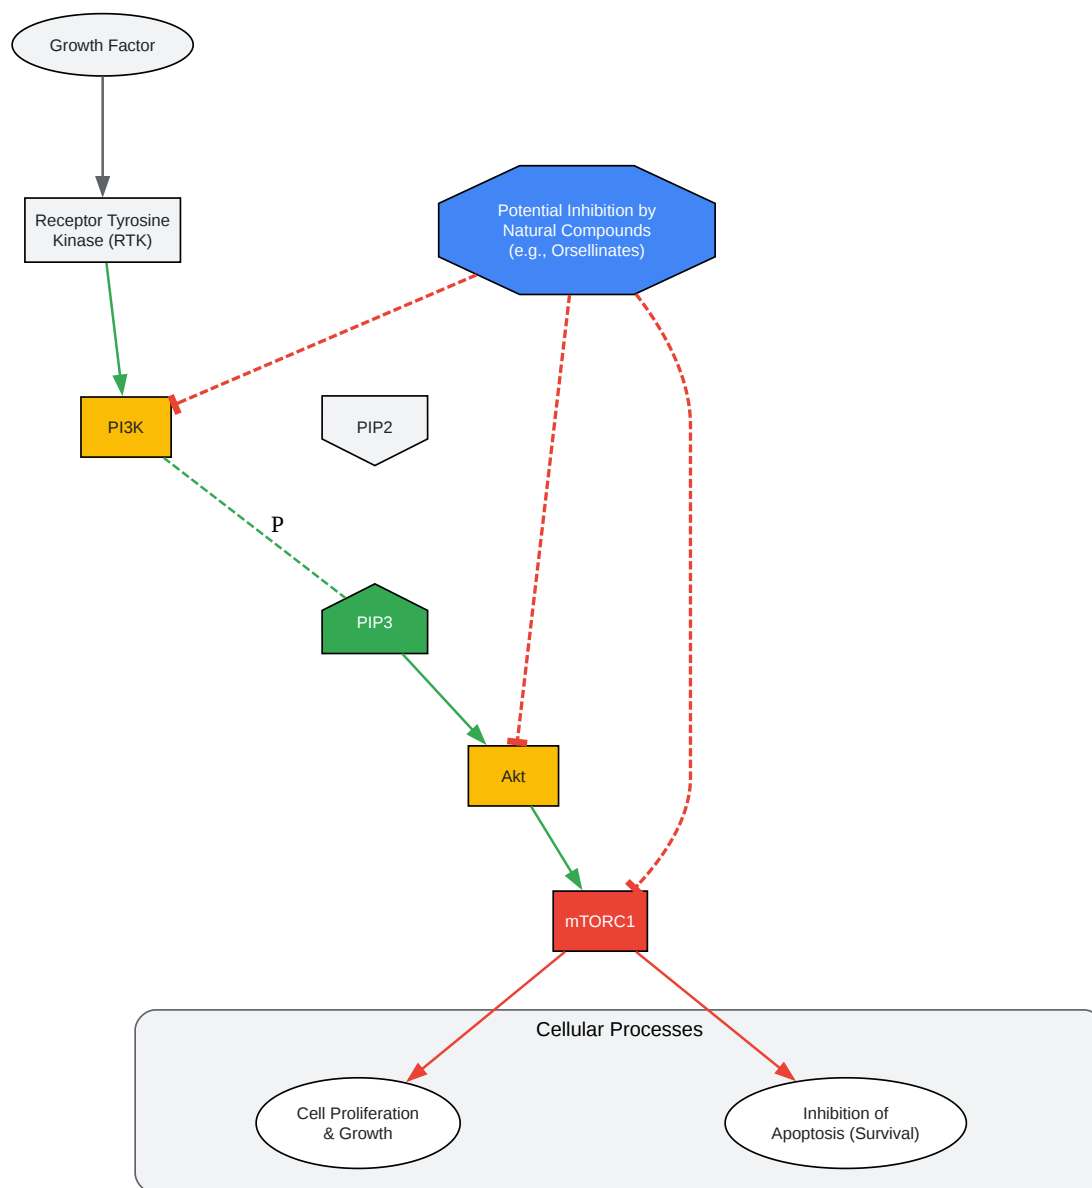 Growth Factor
Receptor Tyrosine
Kinase (RTK)
Potential Inhibition by
Natural Compounds
(e.g., Orsellinates)
PI3K
PIP2
P
PIP3
Akt
mTORC1
Cellular Processes
Cell Proliferation
& Growth
Inhibition of
Apoptosis (Survival)